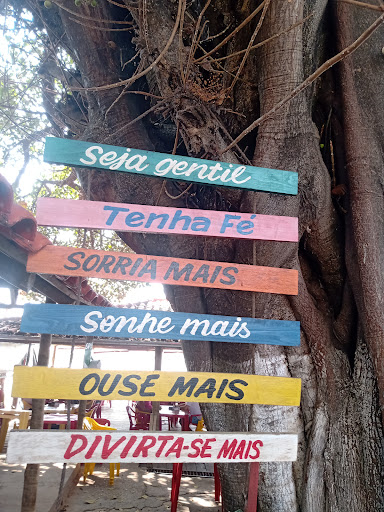 Seja gentil
Tenha Fé
SORRIA MAIS
Sonhe mais
OUSE MAIS
DIVIRTA-SE MAIS